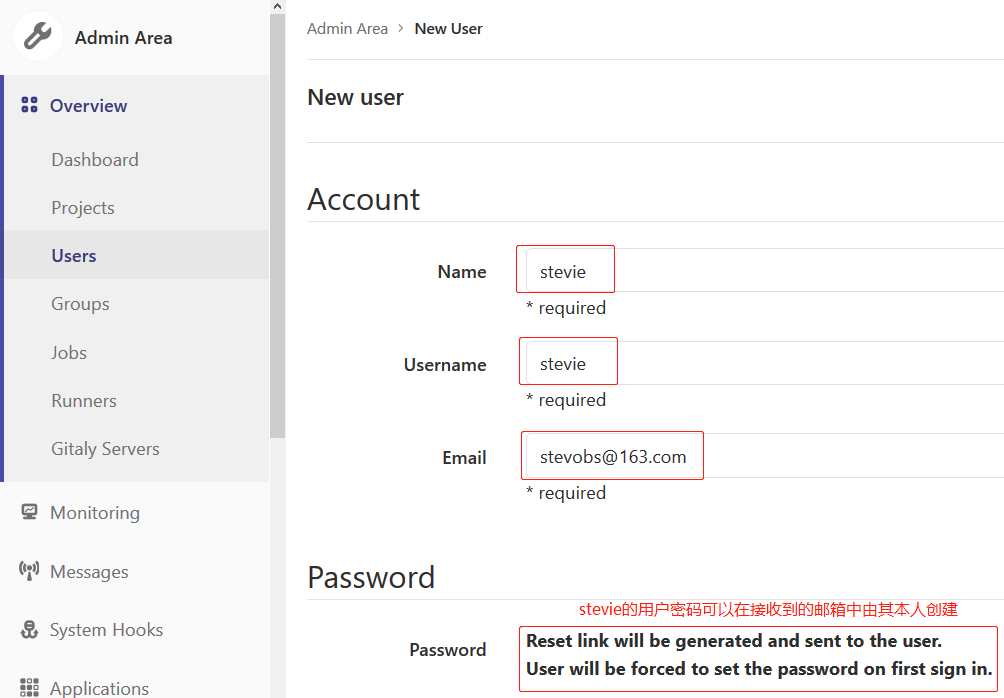 Admin Area
Overview
Dashboard
Projects
Users
Groups
Jobs
Runners
Gitaly Servers
Monitoring
Messages
System Hooks
Applications
Admin Area > New User
New user
Account
Name stevie
* required
Username stevie
* required
Email stevobs@163.com
* required
Password
stevie的用户密码可以在接收到的邮箱中由其本人创建
Password Reset link will be generated and sent to the user.
User will be forced to set the password on first sign in.